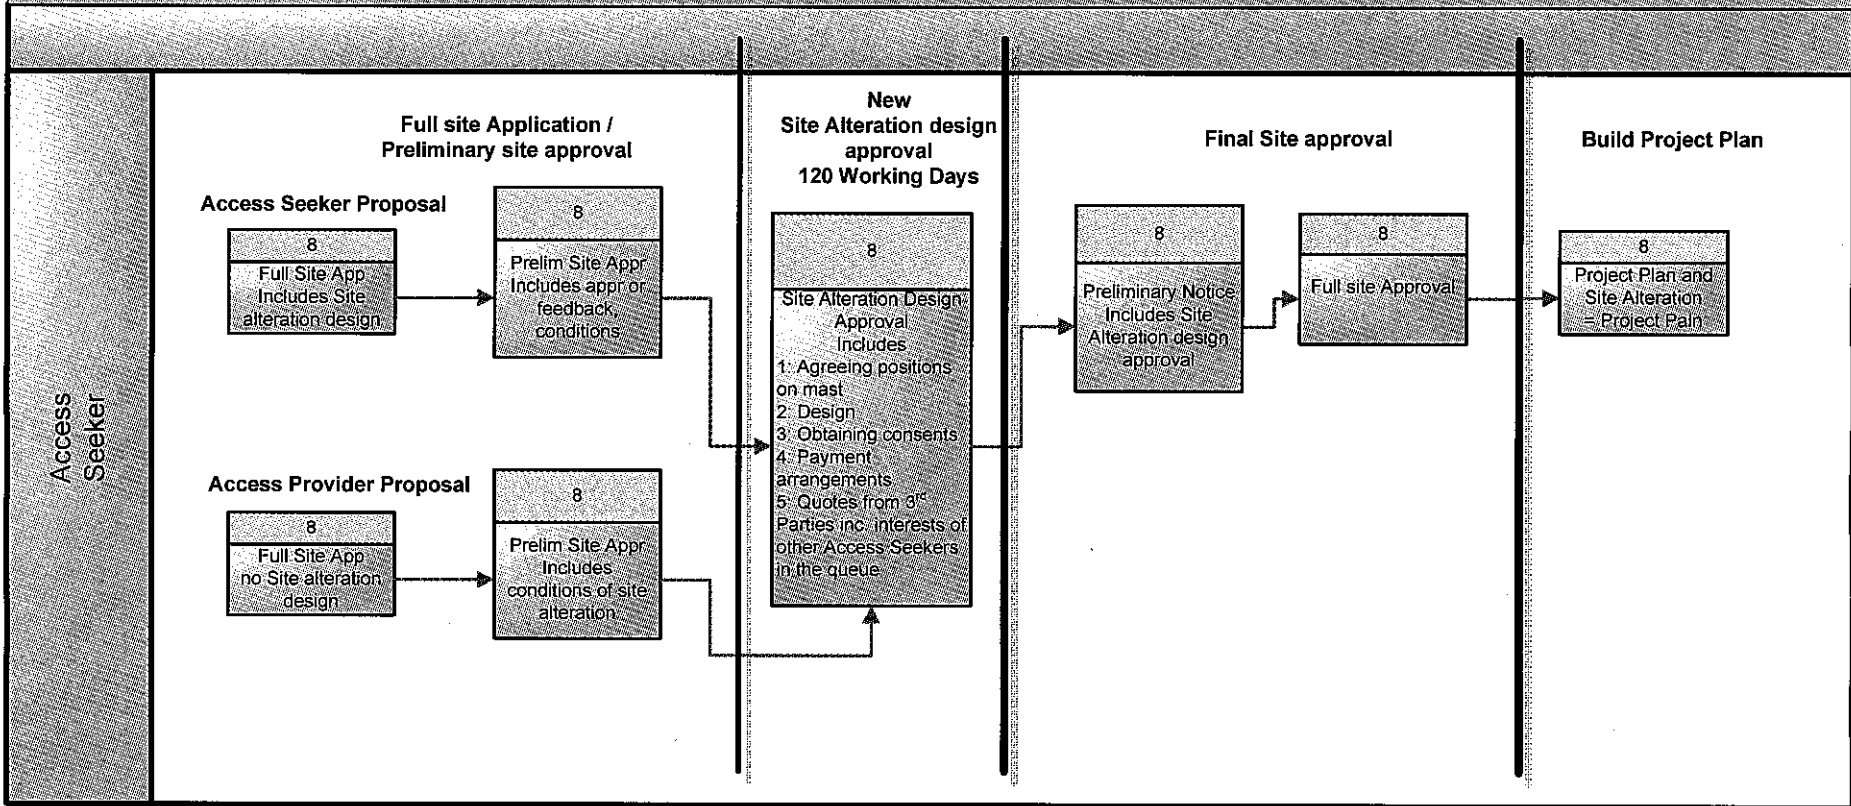 Access
Seeker
Full site Application /
Preliminary site approval
Access Seeker Proposal
8
Full Site App
Includes Site
alteration design
8
Prelim Site Appr
Includes appr or
feedback,
conditions
Access Provider Proposal
8
Full Site App
no Site alteration
design
8
Prelim Site Appr
Includes
conditions of site
alteration
New
Site Alteration design
approval
120 Working Days
8
Site Alteration Design
Approval
Includes
1: Agreeing positions
on mast
2: Design
3: Obtaining consents
4: Payment
arrangements
5: Quotes from 3rd
Parties inc. interests of
other Access Seekers
in the queue
Final Site approval
8
Preliminary Notice
Includes Site
Alteration design
approval
8
Full site Approval
Build Project Plan
8
Project Plan and
Site Alteration
= Project Pain